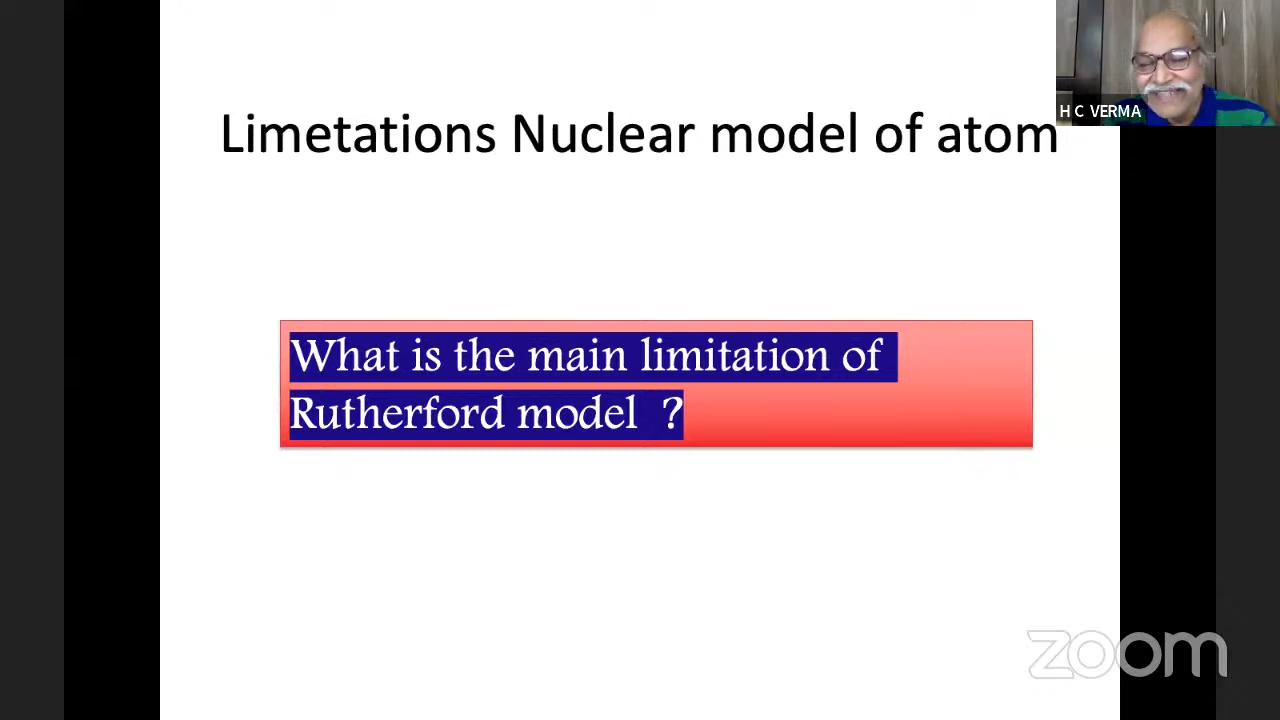 H C VERMA
Limetations Nuclear model of atom
What is the main limitation of
Rutherford model ?
zoom